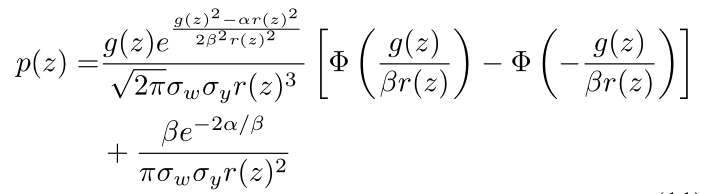 p(z) = \frac{g(z) e^{\frac{g(z)^2 - \alpha r(z)^2}{2\beta^2 r(z)^2}}}{\sqrt{2\pi}\sigma_w \sigma_y r(z)^3} \left[ \Phi\left( \frac{g(z)}{\beta r(z)} \right) - \Phi\left( -\frac{g(z)}{\beta r(z)} \right) \right]
+ \frac{\beta e^{-2\alpha/\beta}}{\pi \sigma_w \sigma_y r(z)^2}